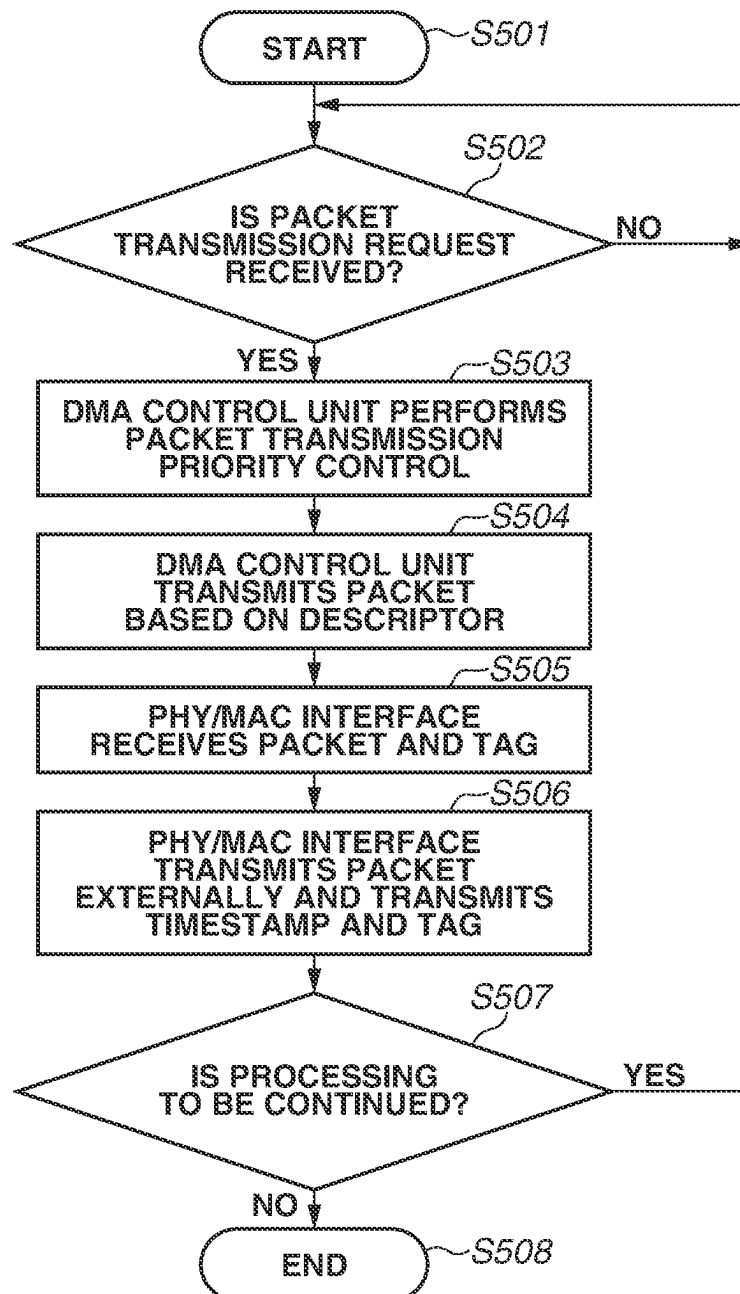 START
S501
S502
IS PACKET
TRANSMISSION REQUEST
RECEIVED?
NO
YES
S503
DMA CONTROL UNIT PERFORMS
PACKET TRANSMISSION
PRIORITY CONTROL
S504
DMA CONTROL UNIT
TRANSMITS PACKET
BASED ON DESCRIPTOR
S505
PHY/MAC INTERFACE
RECEIVES PACKET AND TAG
S506
PHY/MAC INTERFACE
TRANSMITS PACKET
EXTERNALLY AND TRANSMITS
TIMESTAMP AND TAG
S507
IS PROCESSING
TO BE CONTINUED?
YES
NO
END
S508